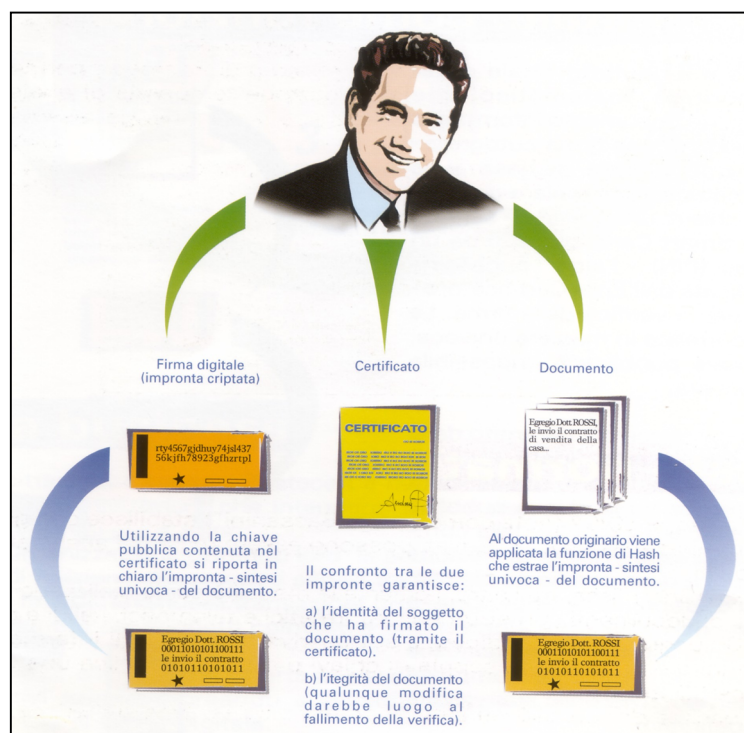 Firma digitale
(impronta criptata)
rty4567gjdhuy74jsl437
56kjfh78923gfhzrtpl
Utilizzando la chiave
pubblica contenuta nel
certificato si riporta in
chiaro l'impronta - sintesi
univoca - del documento.
Egregio Dott. ROSSI
00011010101100111
le invio il contratto
01010110101011
Certificato
CERTIFICATO
Il confronto tra le due
impronte garantisce:
a) l'identità del soggetto
che ha firmato il
documento (tramite il
certificato).
b) l'itegrità del documento
(qualunque modifica
darebbe luogo al
fallimento della verifica).
Documento
Egregio Dott. ROSSI,
le invio il contratto
di vendita della
casa...
Al documento originario viene
applicata la funzione di Hash
che estrae l'impronta - sintesi
univoca - del documento.
Egregio Dott. ROSSI
00011010101100111
le invio il contratto
01010110101011